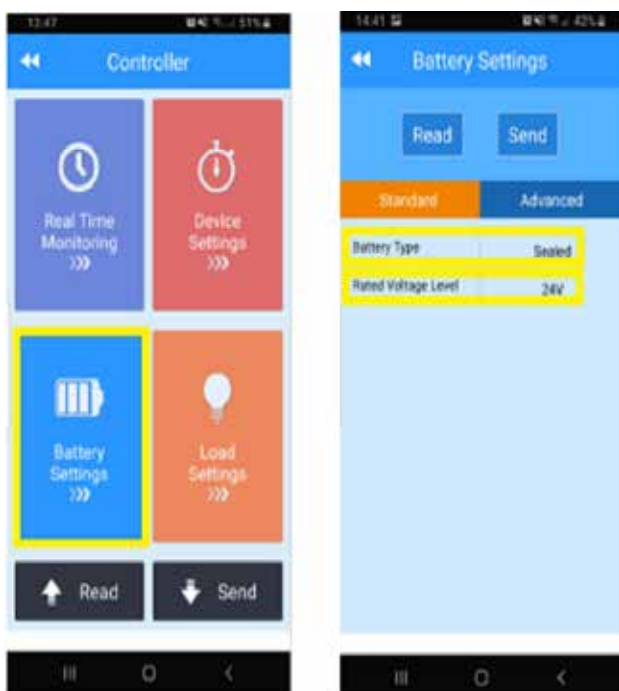 13:47
51%
Controller
Real Time
Monitoring
Device
Settings
Battery
Settings
Load
Settings
Read
Send
14:41
42%
Battery Settings
Read
Send
Standard
Advanced
Battery Type
Sealed
Rated Voltage Level
24V